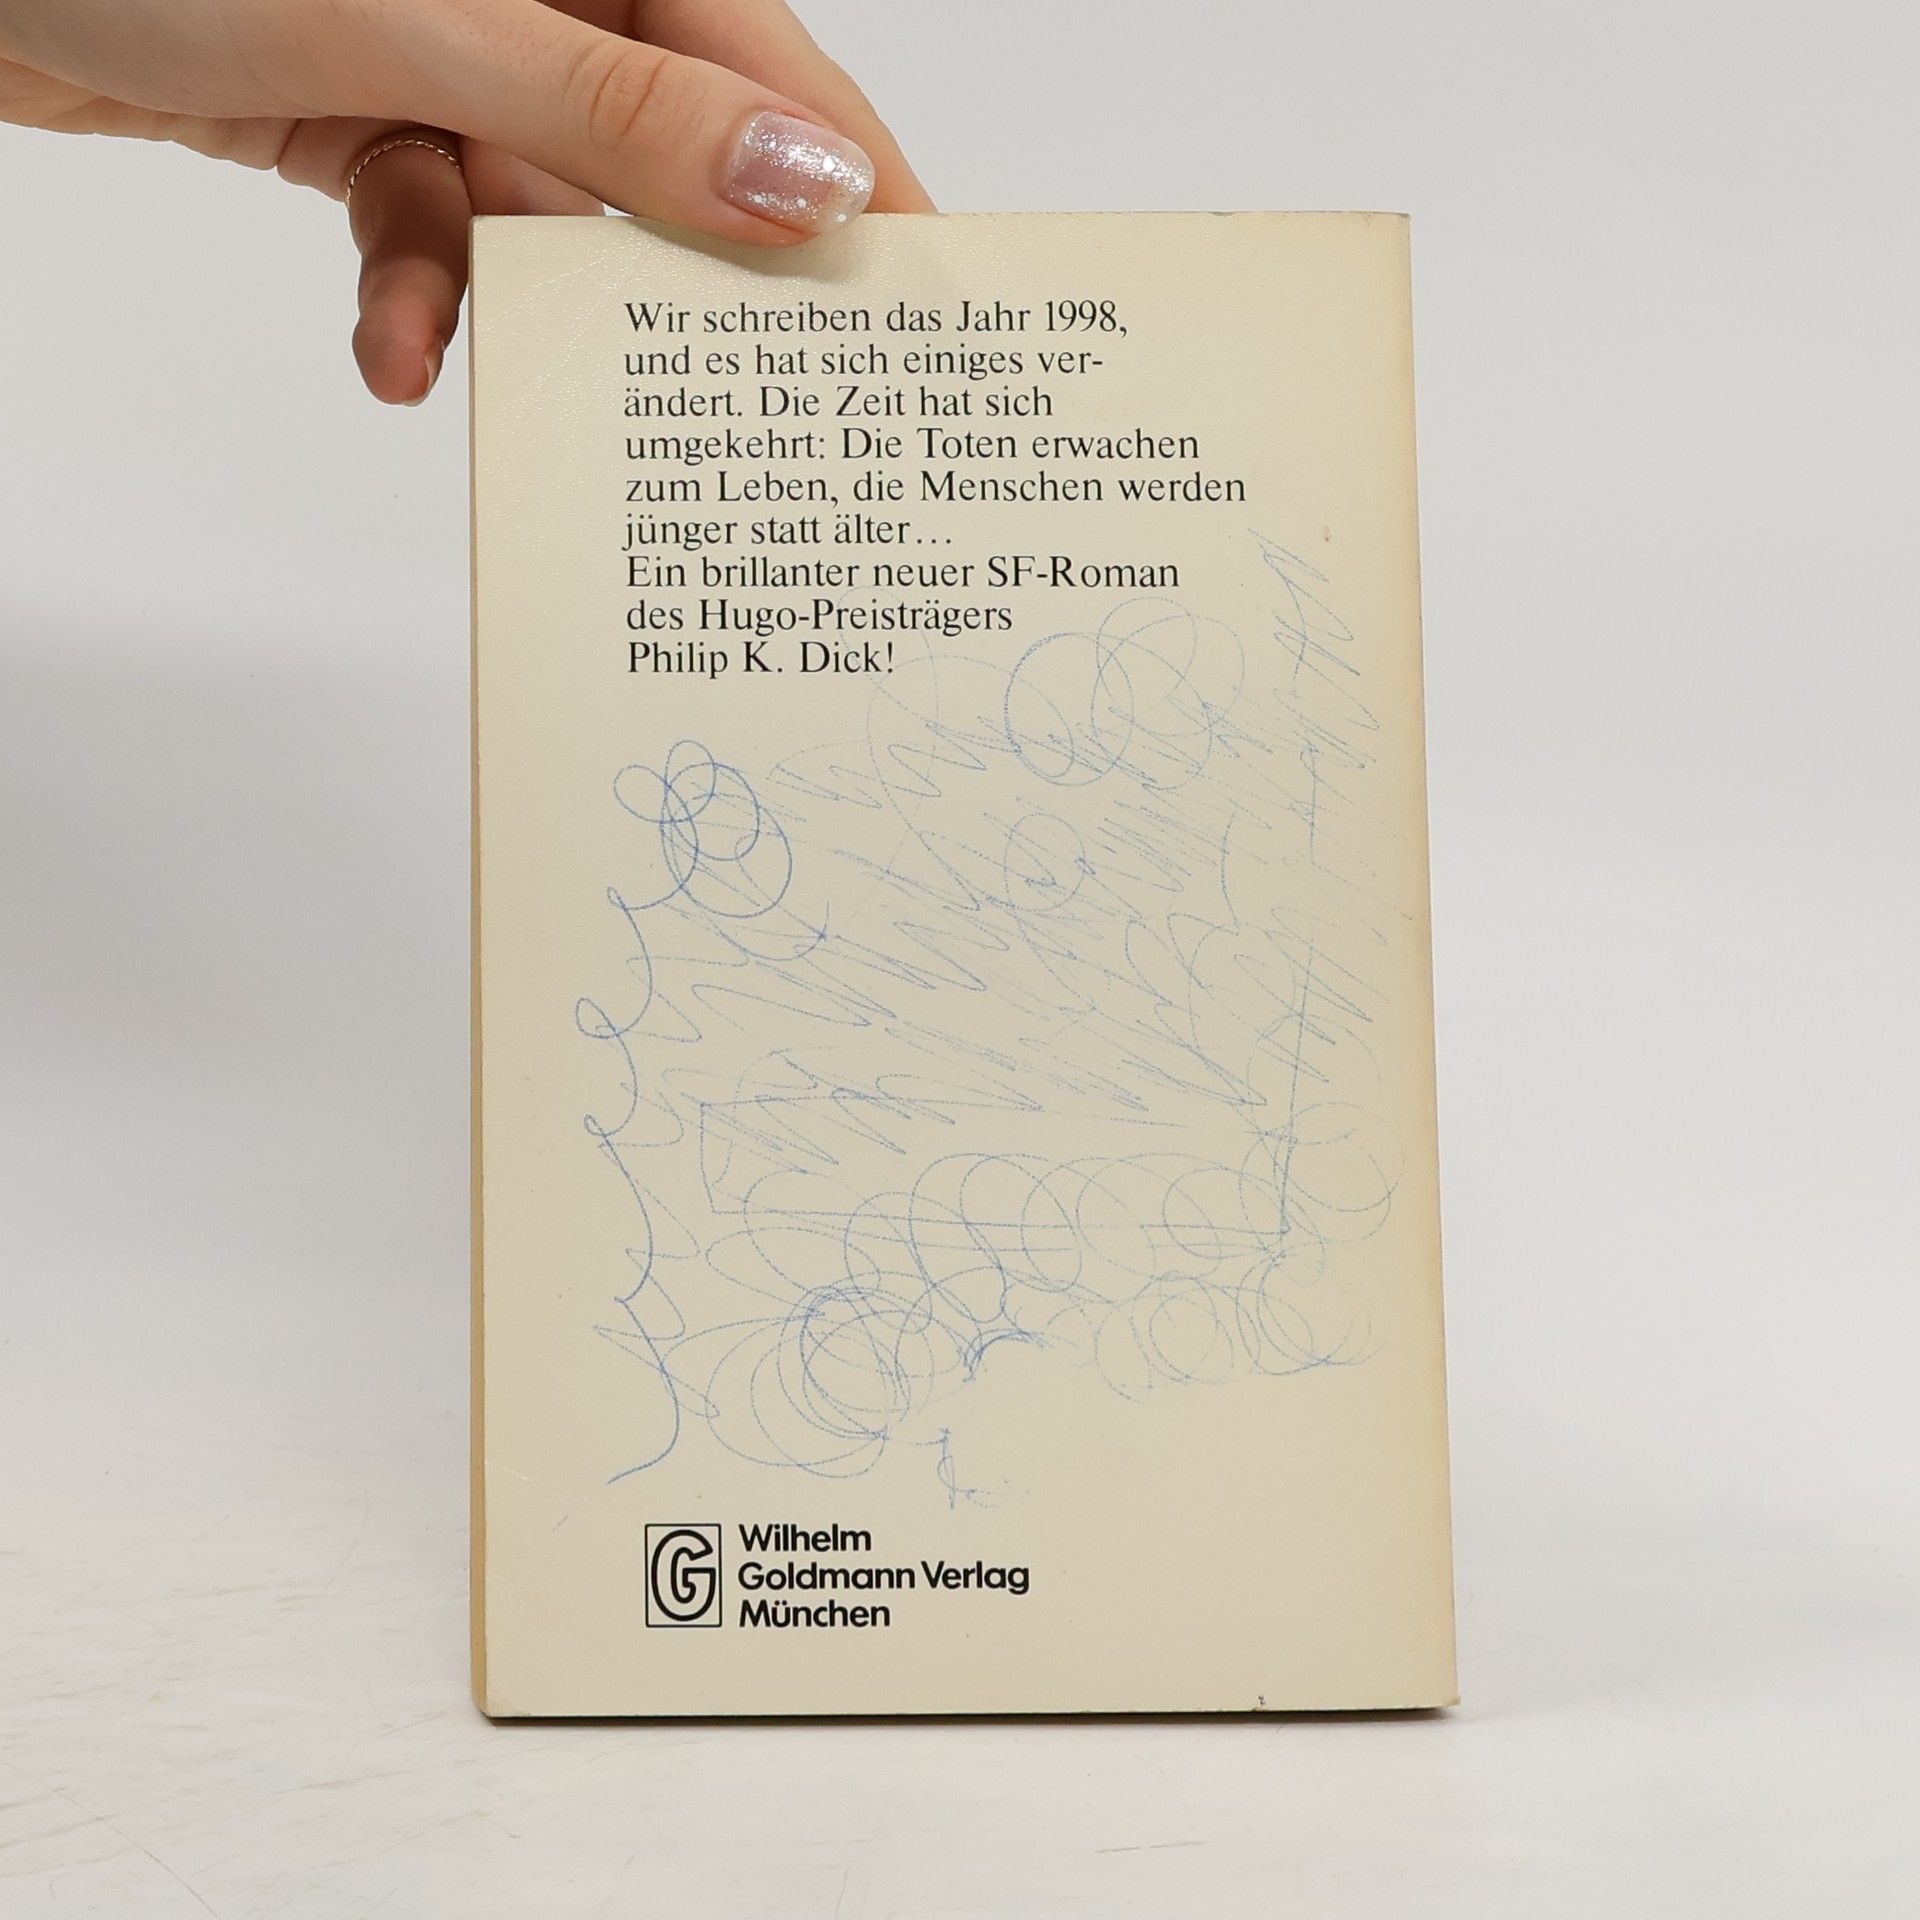 Wir schreiben das Jahr 1998,
und es hat sich einiges ver-
ändert. Die Zeit hat sich
umgekehrt: Die Toten erwachen
zum Leben, die Menschen werden
jünger statt älter...
Ein brillanter neuer SF-Roman
des Hugo-Preisträgers
Philip K. Dick!
G
Wilhelm
Goldmann Verlag
München